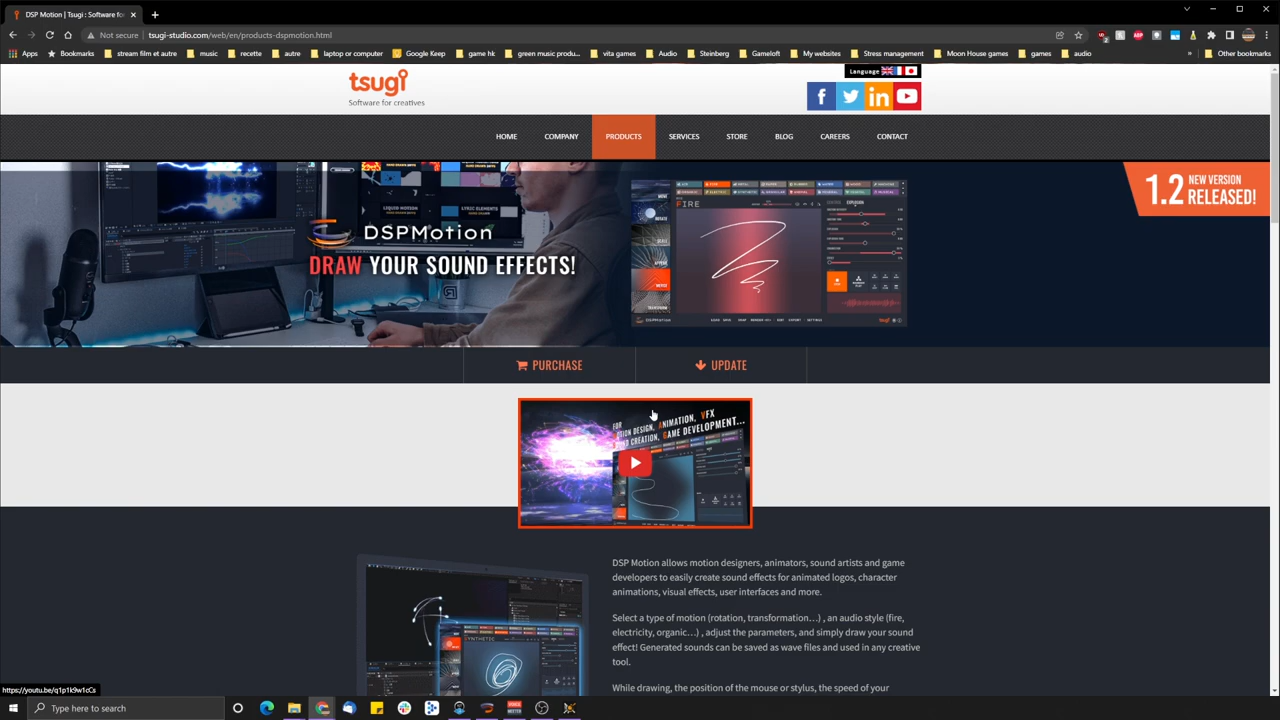 DSP Motion | Tsugi : Software fo
Not secure | tsugi-studio.com/web/en/products-dspmotion.html
Apps Bookmarks stream film et autre music recette autre laptop or computer Google Keep game hk green music produ... vita games Audio Steinberg Gameloft My websites Stress management Moon House games games audio » Other bookmarks
tsugi
Software for creatives
Language
HOME COMPANY PRODUCTS SERVICES STORE BLOG CAREERS CONTACT
DSPMotion
DRAW YOUR SOUND EFFECTS!
FIRE
1.2 NEW VERSION
RELEASED!
PURCHASE UPDATE
ANIMATION, VFX
GAME DEVELOPMENT...
DSP Motion allows motion designers, animators, sound artists and game
developers to easily create sound effects for animated logos, character
animations, visual effects, user interfaces and more.
Select a type of motion (rotation, transformation...) , an audio style (fire,
electricity, organic...) , adjust the parameters, and simply draw your sound
effect! Generated sounds can be saved as wave files and used in any creative
tool.
While drawing, the position of the mouse or stylus, the speed of your
SYNTHETIC
https://youtu.be/q1p1k9w1cCs
Type here to search